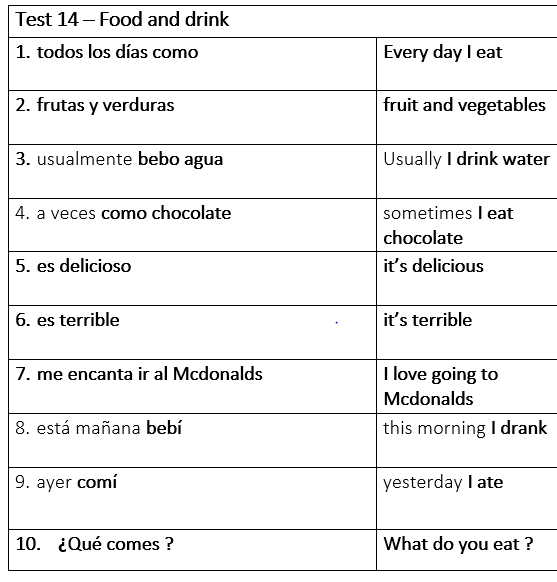 Test 14 – Food and drink
1. todos los días como
Every day I eat
2. frutas y verduras
fruit and vegetables
3. usualmente bebo agua
Usually I drink water
4. a veces como chocolate
sometimes I eat
chocolate
5. es delicioso
it's delicious
6. es terrible
it's terrible
7. me encanta ir al Mcdonalds
I love going to
Mcdonalds
8. está mañana bebí
this morning I drank
9. ayer comí
yesterday I ate
10. ¿Qué comes ?
What do you eat ?